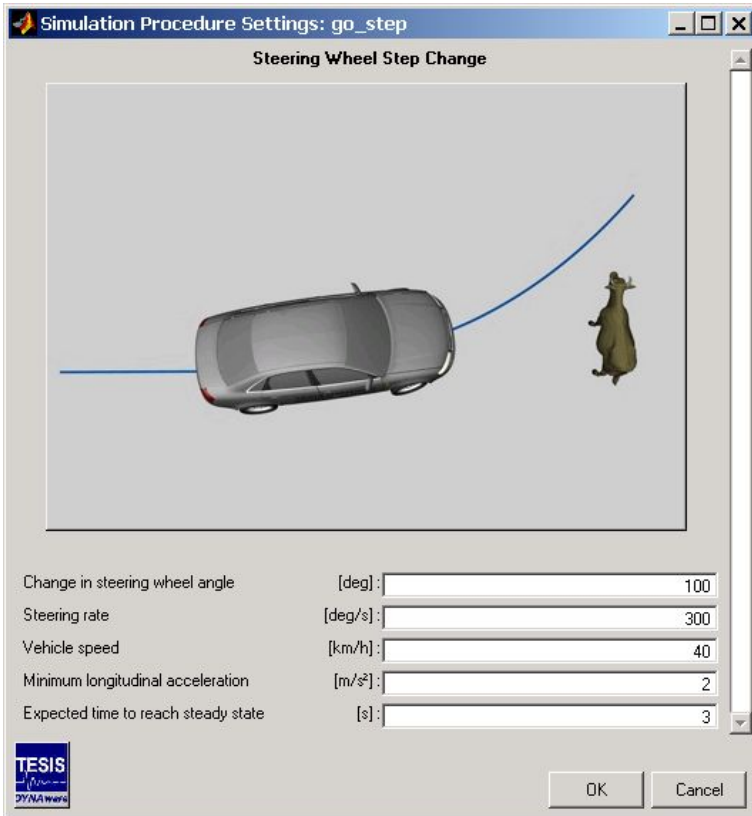 Simulation Procedure Settings: go_step
Steering Wheel Step Change
Change in steering wheel angle [deg] : 100
Steering rate [deg/s] : 300
Vehicle speed [km/h] : 40
Minimum longitudinal acceleration [m/s²] : 2
Expected time to reach steady state [s] : 3
TESIS
DYNAware
OK Cancel